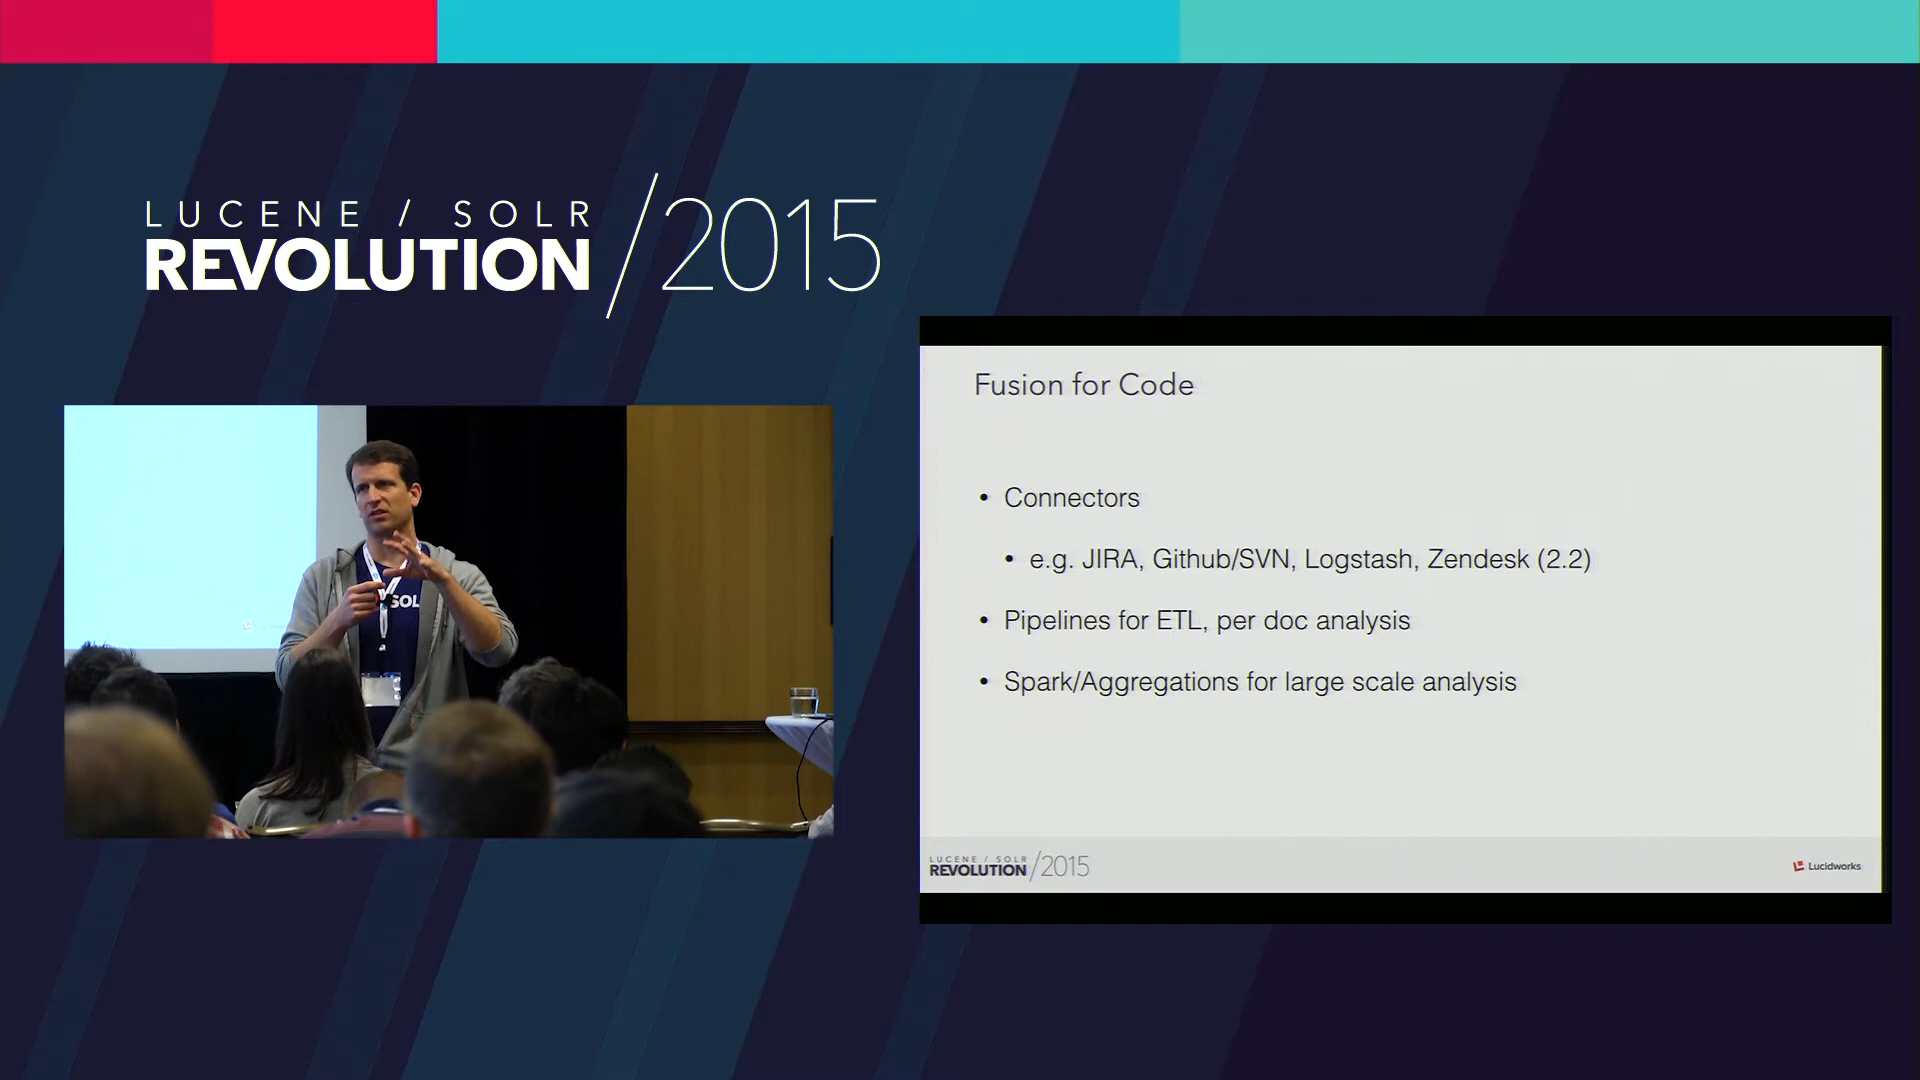 LUCENE / SOLR
REVOLUTION /2015
SOL
Fusion for Code
• Connectors
• e.g. JIRA, Github/SVN, Logstash, Zendesk (2.2)
• Pipelines for ETL, per doc analysis
• Spark/Aggregations for large scale analysis
LUCENE / SOLR
REVOLUTION /2015
Lucidworks